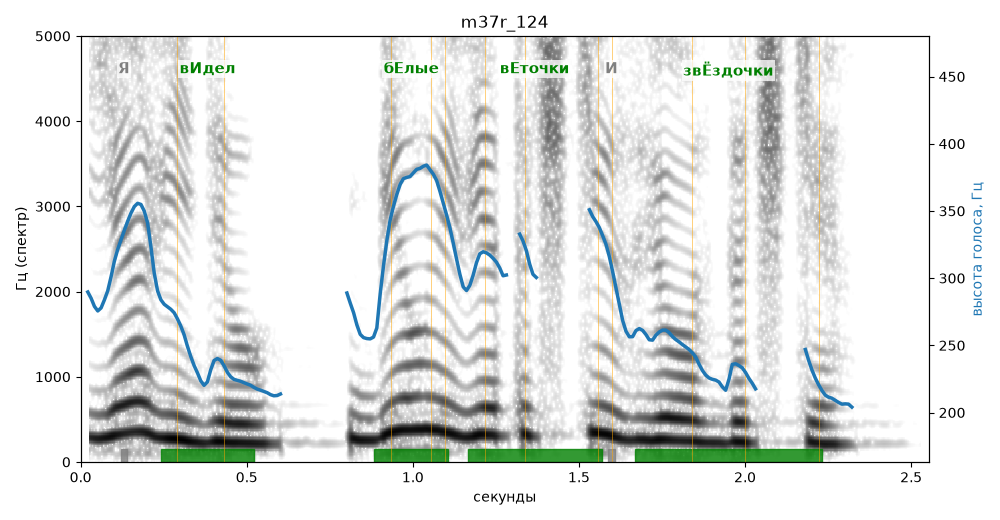 m37r_124
Я вИдел бЕлые вЕточки И звЁздочки
5000
4000
3000
2000
1000
0
Гц (спектр)
450
400
350
300
250
200
высота голоса, Гц
0.0 0.5 1.0 1.5 2.0 2.5
секунды